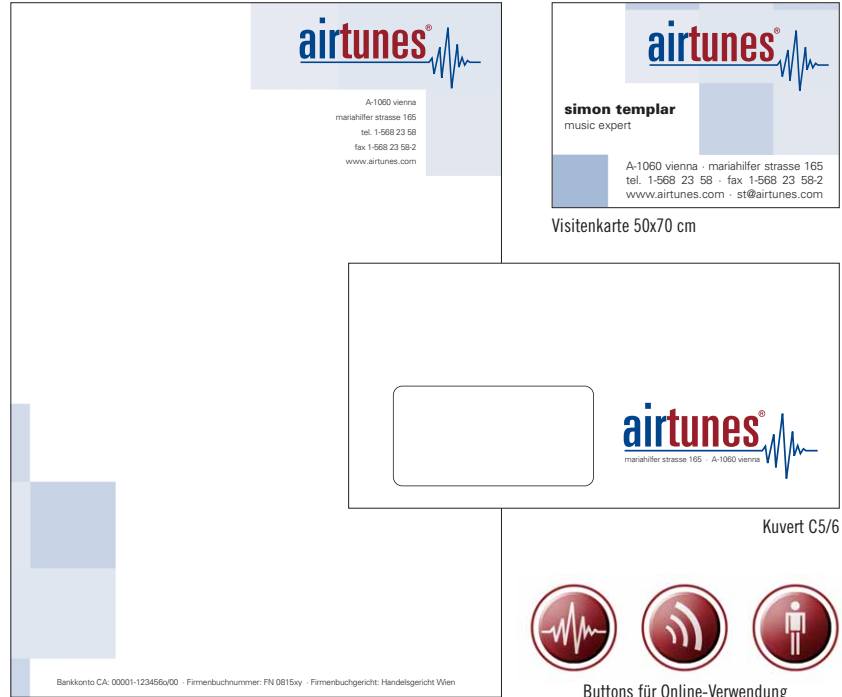 airtunes®
A-1060 vienna
mariahilfer strasse 165
tel. 1-568 23 58
fax 1-568 23 58-2
www.airtunes.com
Bankkonto CA: 00001-123456o/00 · Firmenbuchnummer: FN 0815xy · Firmenbuchgericht: Handelsgericht Wien
airtunes®
simon templar
music expert
A-1060 vienna · mariahilfer strasse 165
tel. 1-568 23 58 · fax 1-568 23 58-2
www.airtunes.com · st@airtunes.com
Visitenkarte 50x70 cm
airtunes®
mariahilfer strasse 165 · A-1060 vienna
Kuvert C5/6
Buttons für Online-Verwendung